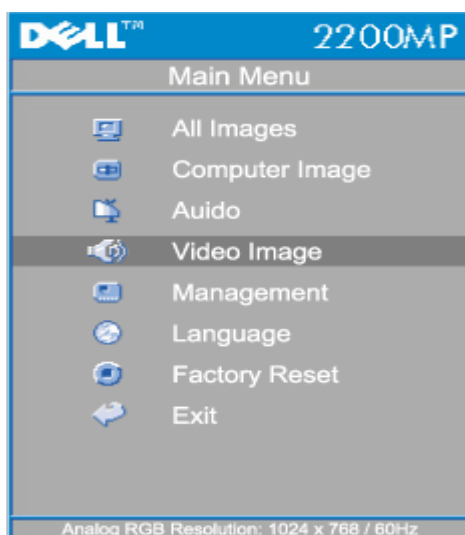 DELL™ 2200MP
Main Menu
All Images
Computer Image
Auido
Video Image
Management
Language
Factory Reset
Exit
Analog RGB Resolution: 1024 x 768 / 60Hz